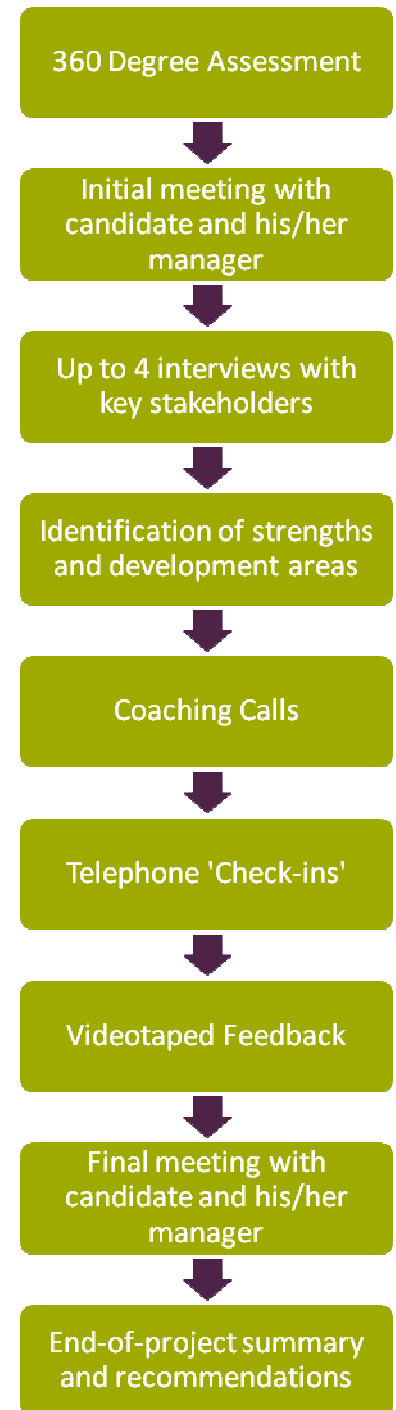 360 Degree Assessment
Initial meeting with
candidate and his/her
manager
Up to 4 interviews with
key stakeholders
Identification of strengths
and development areas
Coaching Calls
Telephone 'Check-ins'
Videotaped Feedback
Final meeting with
candidate and his/her
manager
End-of-project summary
and recommendations